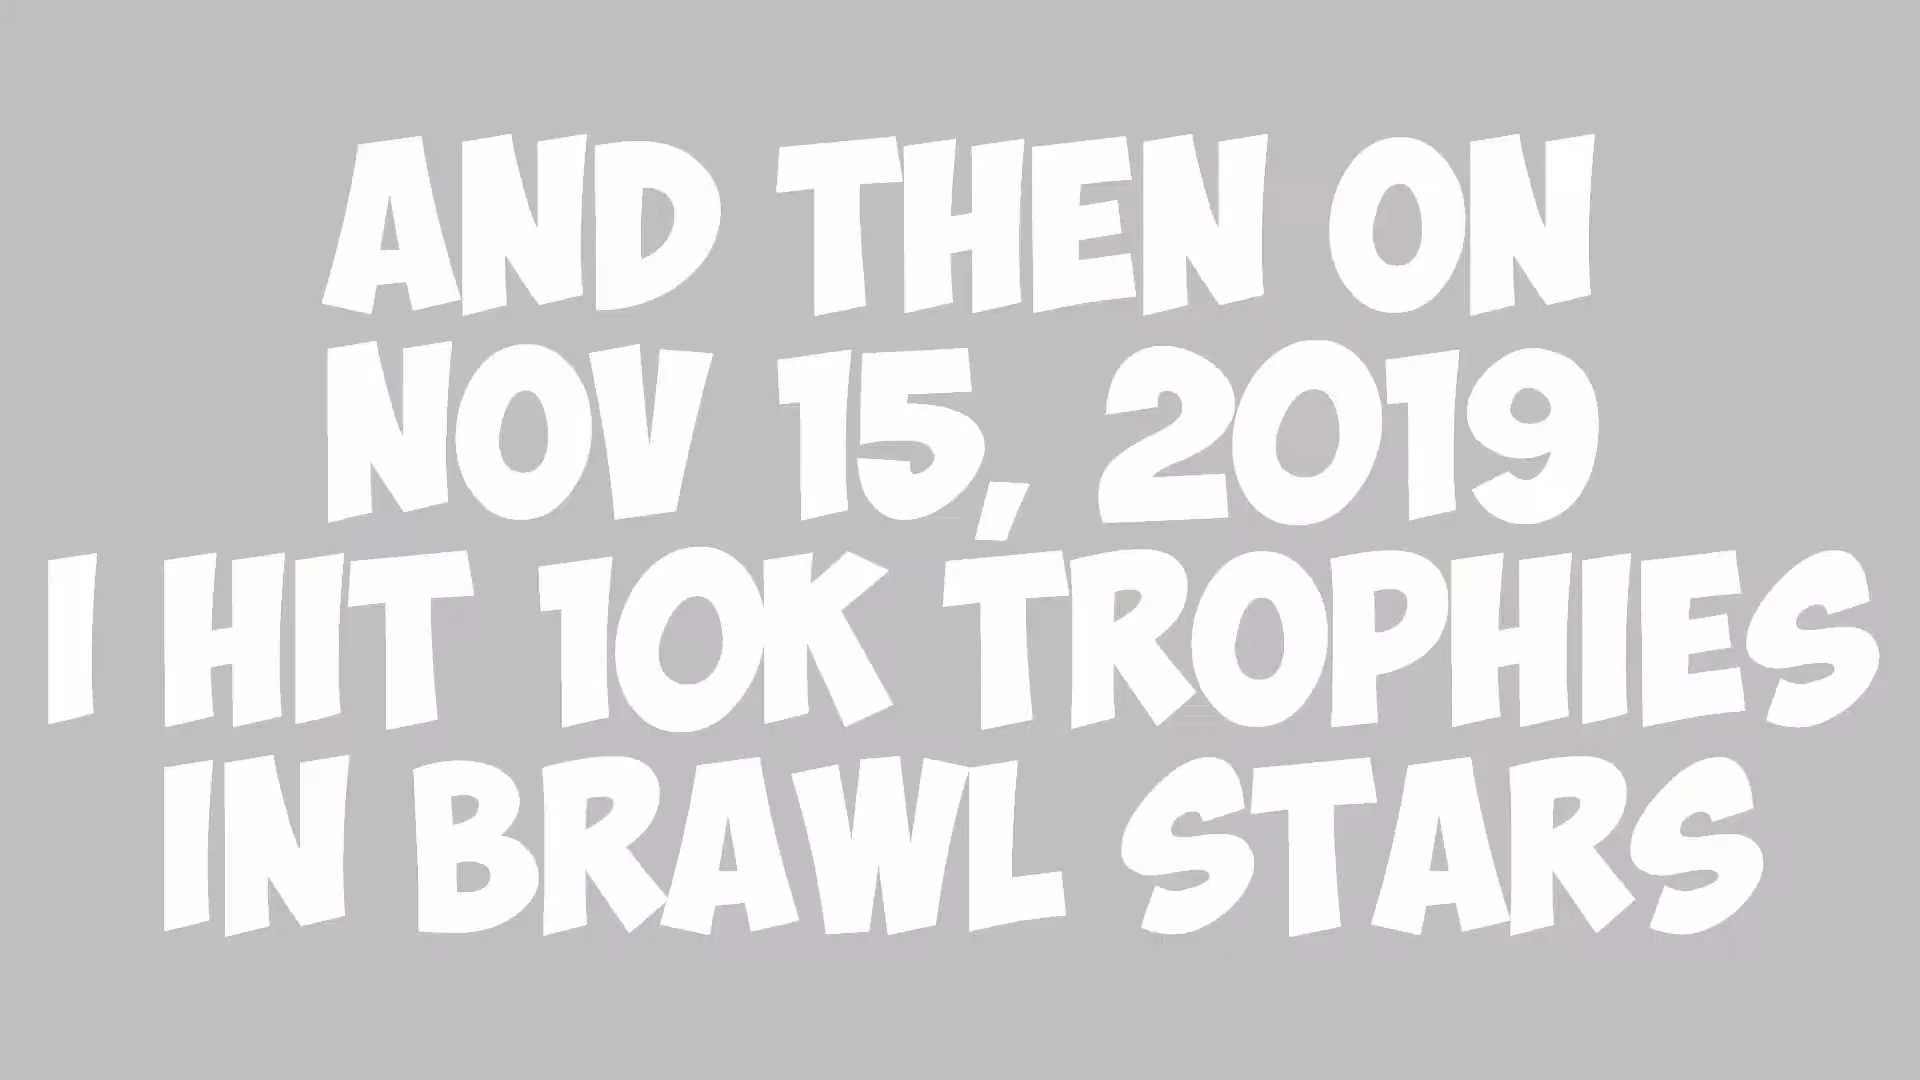 AND THEN ON
NOV 15, 2019
I HIT 10K TROPHIES
IN BRAWL STARS